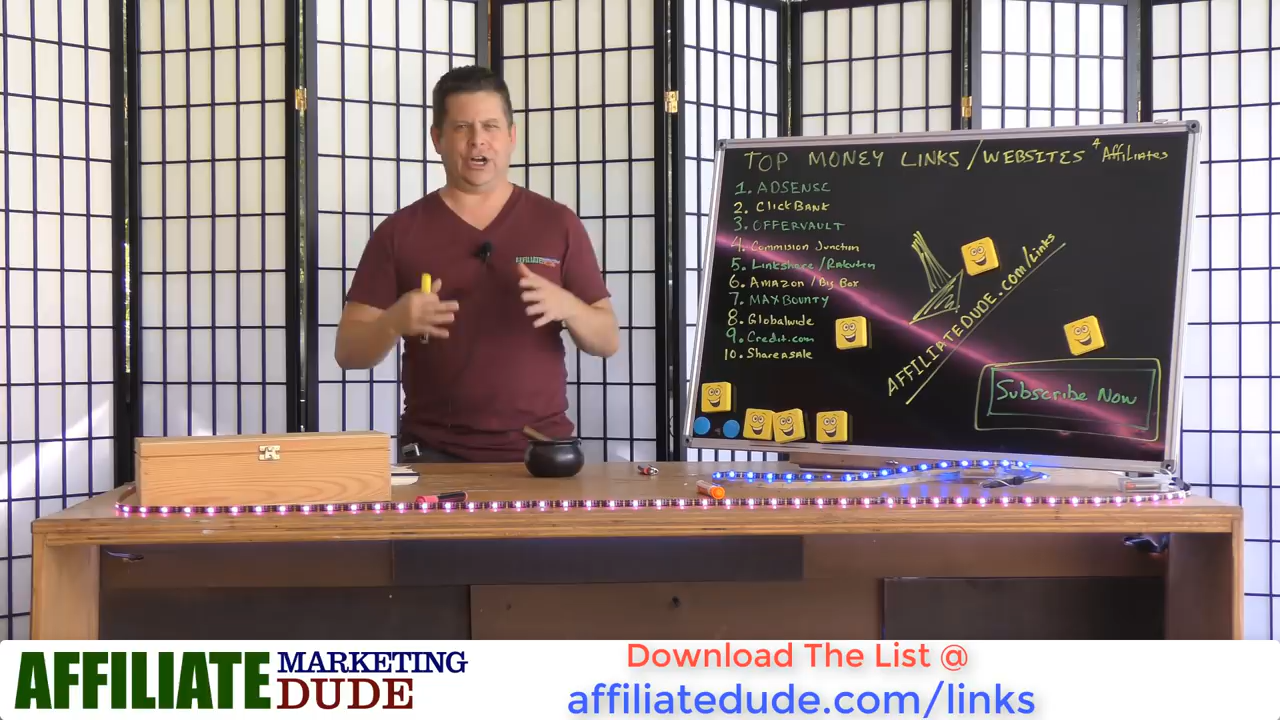 TOP MONEY LINKS/WEBSITES 4 Affiliates
1. ADSENSE
2. ClickBank
3. OFFERVAULT
4. Commision Junction
5. Linkshare/Rakuten
6. Amazon/Big Box
7. MAXBOUNTY
8. Globalwide
9. Credit.com
10. Shareasale
AFFILIATEDUDE.com/Links
Subscribe Now
AFFILIATE MARKETING DUDE
Download The List @
affiliatedude.com/links